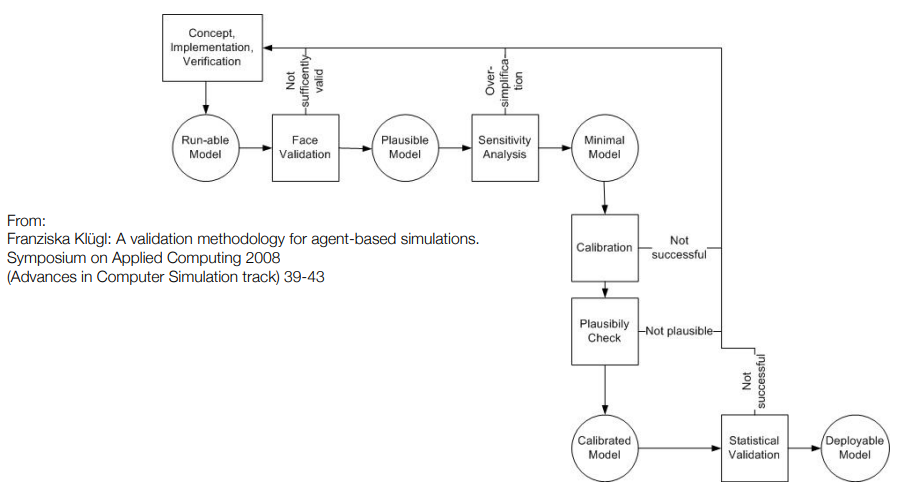 Concept,
Implementation,
Verification
Not
sufficently
valid
Over-
simplifica-
tion
Run-able
Model
Face
Validation
Plausible
Model
Sensitivity
Analysis
Minimal
Model
From:
Franziska Klügl: A validation methodology for agent-based simulations.
Symposium on Applied Computing 2008
(Advances in Computer Simulation track) 39-43
Calibration
Not
successful
Plausibily
Check
Not plausible
Not
successful
Calibrated
Model
Statistical
Validation
Deployable
Model